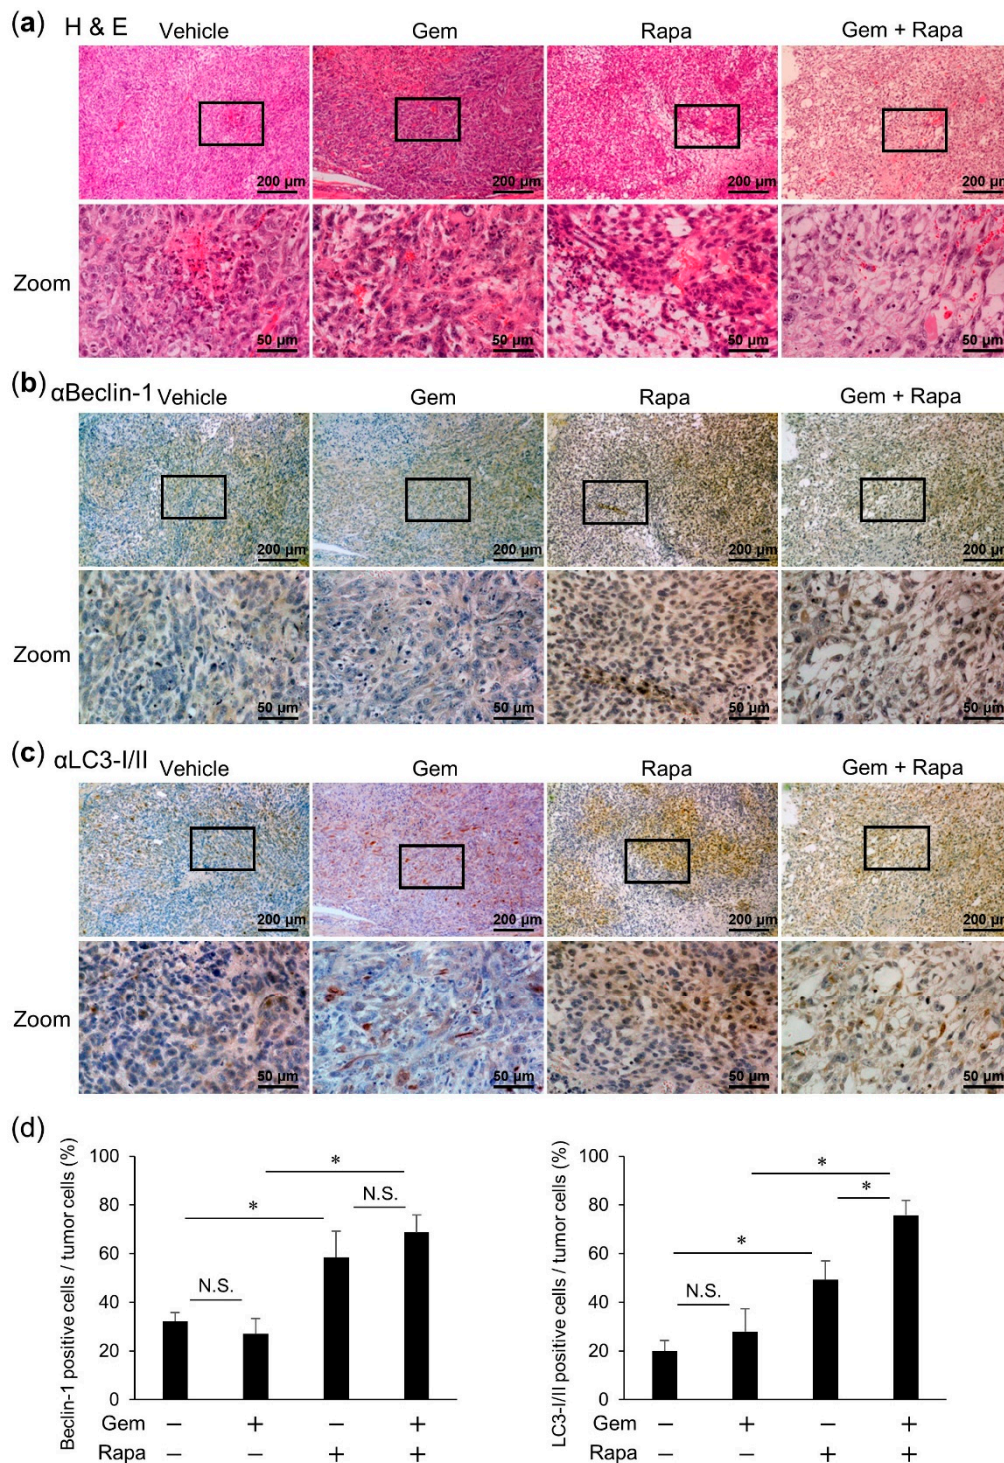 (a) H & E
Vehicle Gem Rapa Gem + Rapa
200 µm 200 µm 200 µm 200 µm
Zoom
50 µm 50 µm 50 µm 50 µm
(b) αBeclin-1
Vehicle Gem Rapa Gem + Rapa
200 µm 200 µm 200 µm 200 µm
Zoom
50 µm 50 µm 50 µm 50 µm
(c) αLC3-I/II
Vehicle Gem Rapa Gem + Rapa
200 µm 200 µm 200 µm 200 µm
Zoom
50 µm 50 µm 50 µm 50 µm
(d)
Beclin-1 positive cells / tumor cells (%)
100
80
60
40
20
0
*
*
N.S.
N.S.
Gem − + − +
Rapa − − + +
LC3-I/II positive cells / tumor cells (%)
100
80
60
40
20
0
*
*
*
N.S.
Gem − + − +
Rapa − − + +